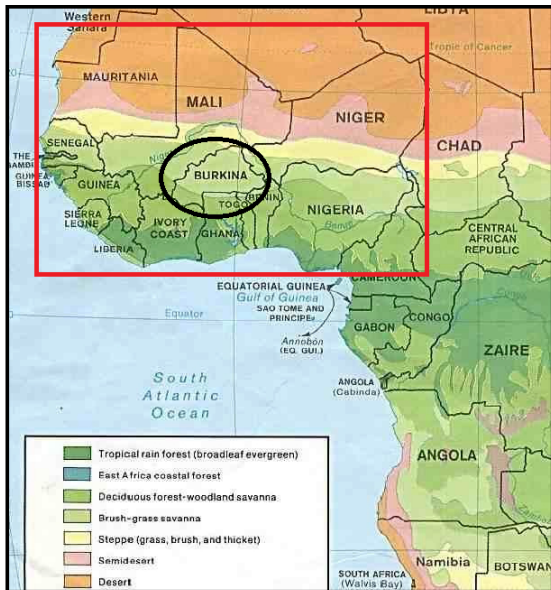 Western
Sahara
LIBYA
Tropic of Cancer
20
MAURITANIA
MALI
NIGER
CHAD
SENEGAL
THE
GAMBIA
GUINEA
BISSAU
GUINEA
BURKINA
BENIN
TOGO
NIGERIA
SIERRA
LEONE
IVORY
COAST
GHANA
LIBERIA
CENTRAL
AFRICAN
REPUBLIC
CAMEROUN
EQUATORIAL GUINEA
Gulf of Guinea
SAO TOME AND
PRINCIPE
Equator
0
Annobón
(EQ. GUI.)
GABON
CONGO
ZAIRE
ANGOLA
(Cabinda)
South
Atlantic
Ocean
ANGOLA
Tropical rain forest (broadleaf evergreen)
East Africa coastal forest
Deciduous forest-woodland savanna
Brush-grass savanna
Steppe (grass, brush, and thicket)
Semidesert
Desert
Namibia
BOTSWAN
SOUTH AFRICA
(Walvis Bay)